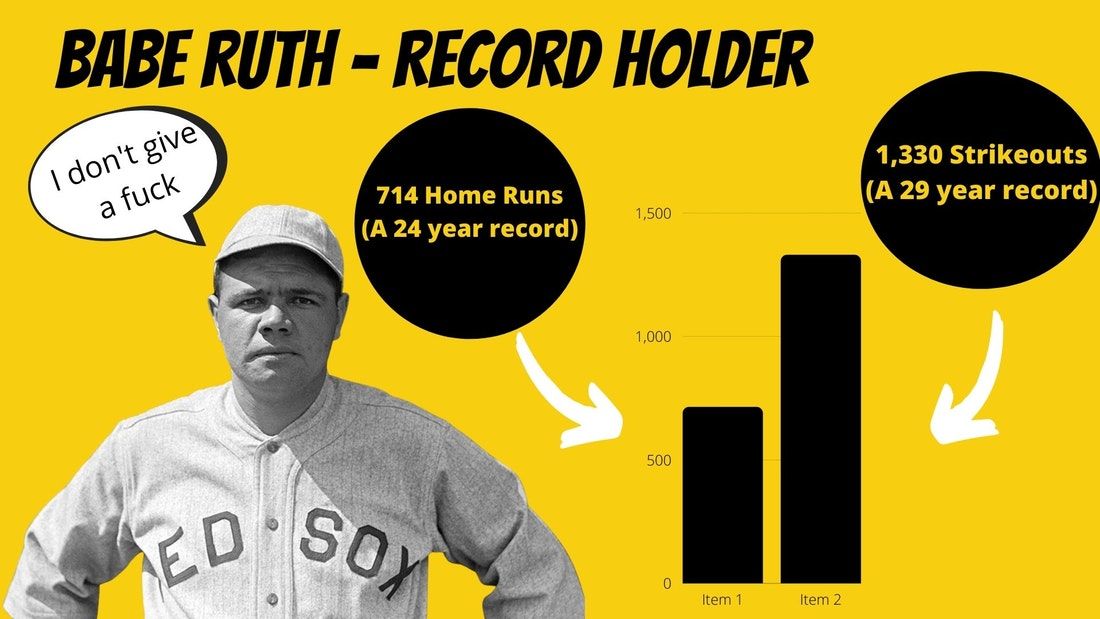 BABE RUTH - RECORD HOLDER
I don't give
a fuck
714 Home Runs
(A 24 year record)
1,330 Strikeouts
(A 29 year record)
1,500
1,000
500
0
Item 1
Item 2
ED SOX